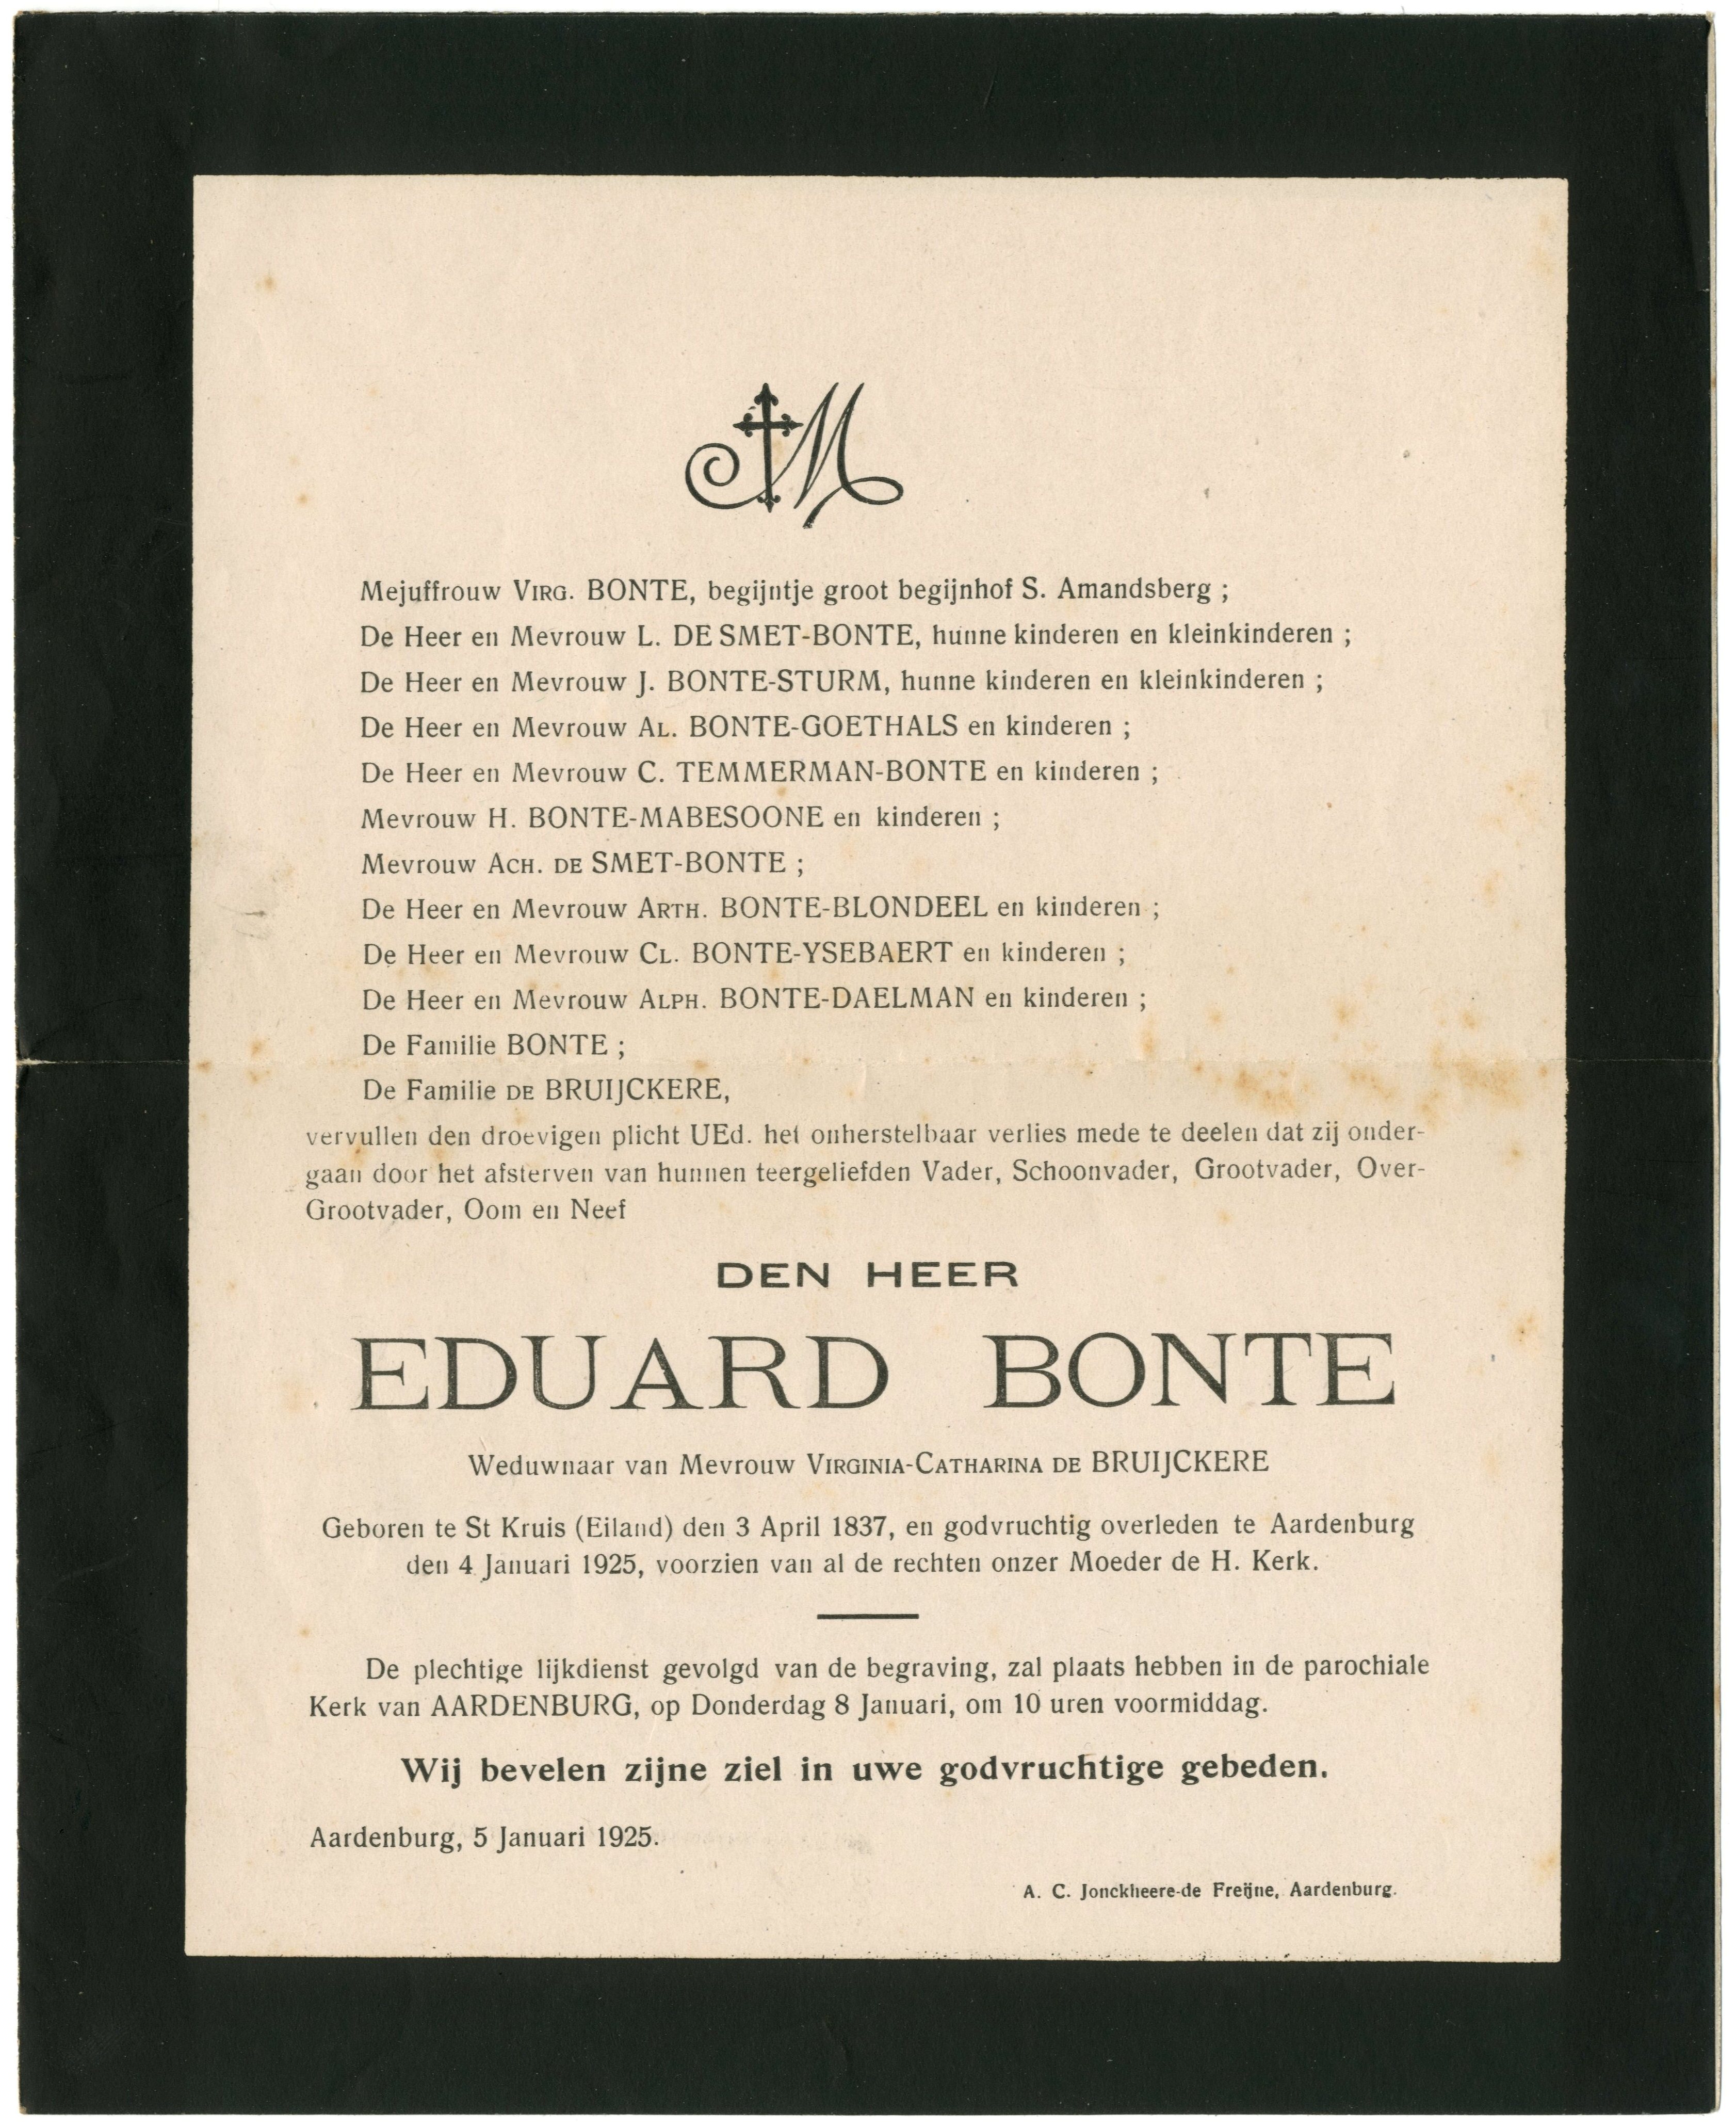 M
Mejuffrouw VIRG. BONTE, begijntje groot begijnhof S. Amandsberg ;
De Heer en Mevrouw L. DE SMET-BONTE, hunne kinderen en kleinkinderen ;
De Heer en Mevrouw J. BONTE-STURM, hunne kinderen en kleinkinderen ;
De Heer en Mevrouw AL. BONTE-GOETHALS en kinderen ;
De Heer en Mevrouw C. TEMMERMAN-BONTE en kinderen ;
Mevrouw H. BONTE-MABESOONE en kinderen ;
Mevrouw ACH. DE SMET-BONTE ;
De Heer en Mevrouw ARTH. BONTE-BLONDEEL en kinderen ;
De Heer en Mevrouw CL. BONTE-YSEBAERT en kinderen ;
De Heer en Mevrouw ALPH. BONTE-DAELMAN en kinderen ;
De Familie BONTE ;
De Familie DE BRUIJCKERE,
vervullen den droevigen plicht UEd. het onherstelbaar verlies mede te deelen dat zij onder-
gaan door het afsterven van hunnen teergeliefden Vader, Schoonvader, Grootvader, Over-
Grootvader, Oom en Neef
DEN HEER
EDUARD BONTE
Weduwnaar van Mevrouw VIRGINIA-CATHARINA DE BRUIJCKERE
Geboren te St Kruis (Eiland) den 3 April 1837, en godvruchtig overleden te Aardenburg
den 4 Januari 1925, voorzien van al de rechten onzer Moeder de H. Kerk.
De plechtige lijkdienst gevolgd van de begraving, zal plaats hebben in de parochiale
Kerk van AARDENBURG, op Donderdag 8 Januari, om 10 uren voormiddag.
Wij bevelen zijne ziel in uwe godvruchtige gebeden.
Aardenburg, 5 Januari 1925.
A. C. Jonckheere-de Freijne, Aardenburg.